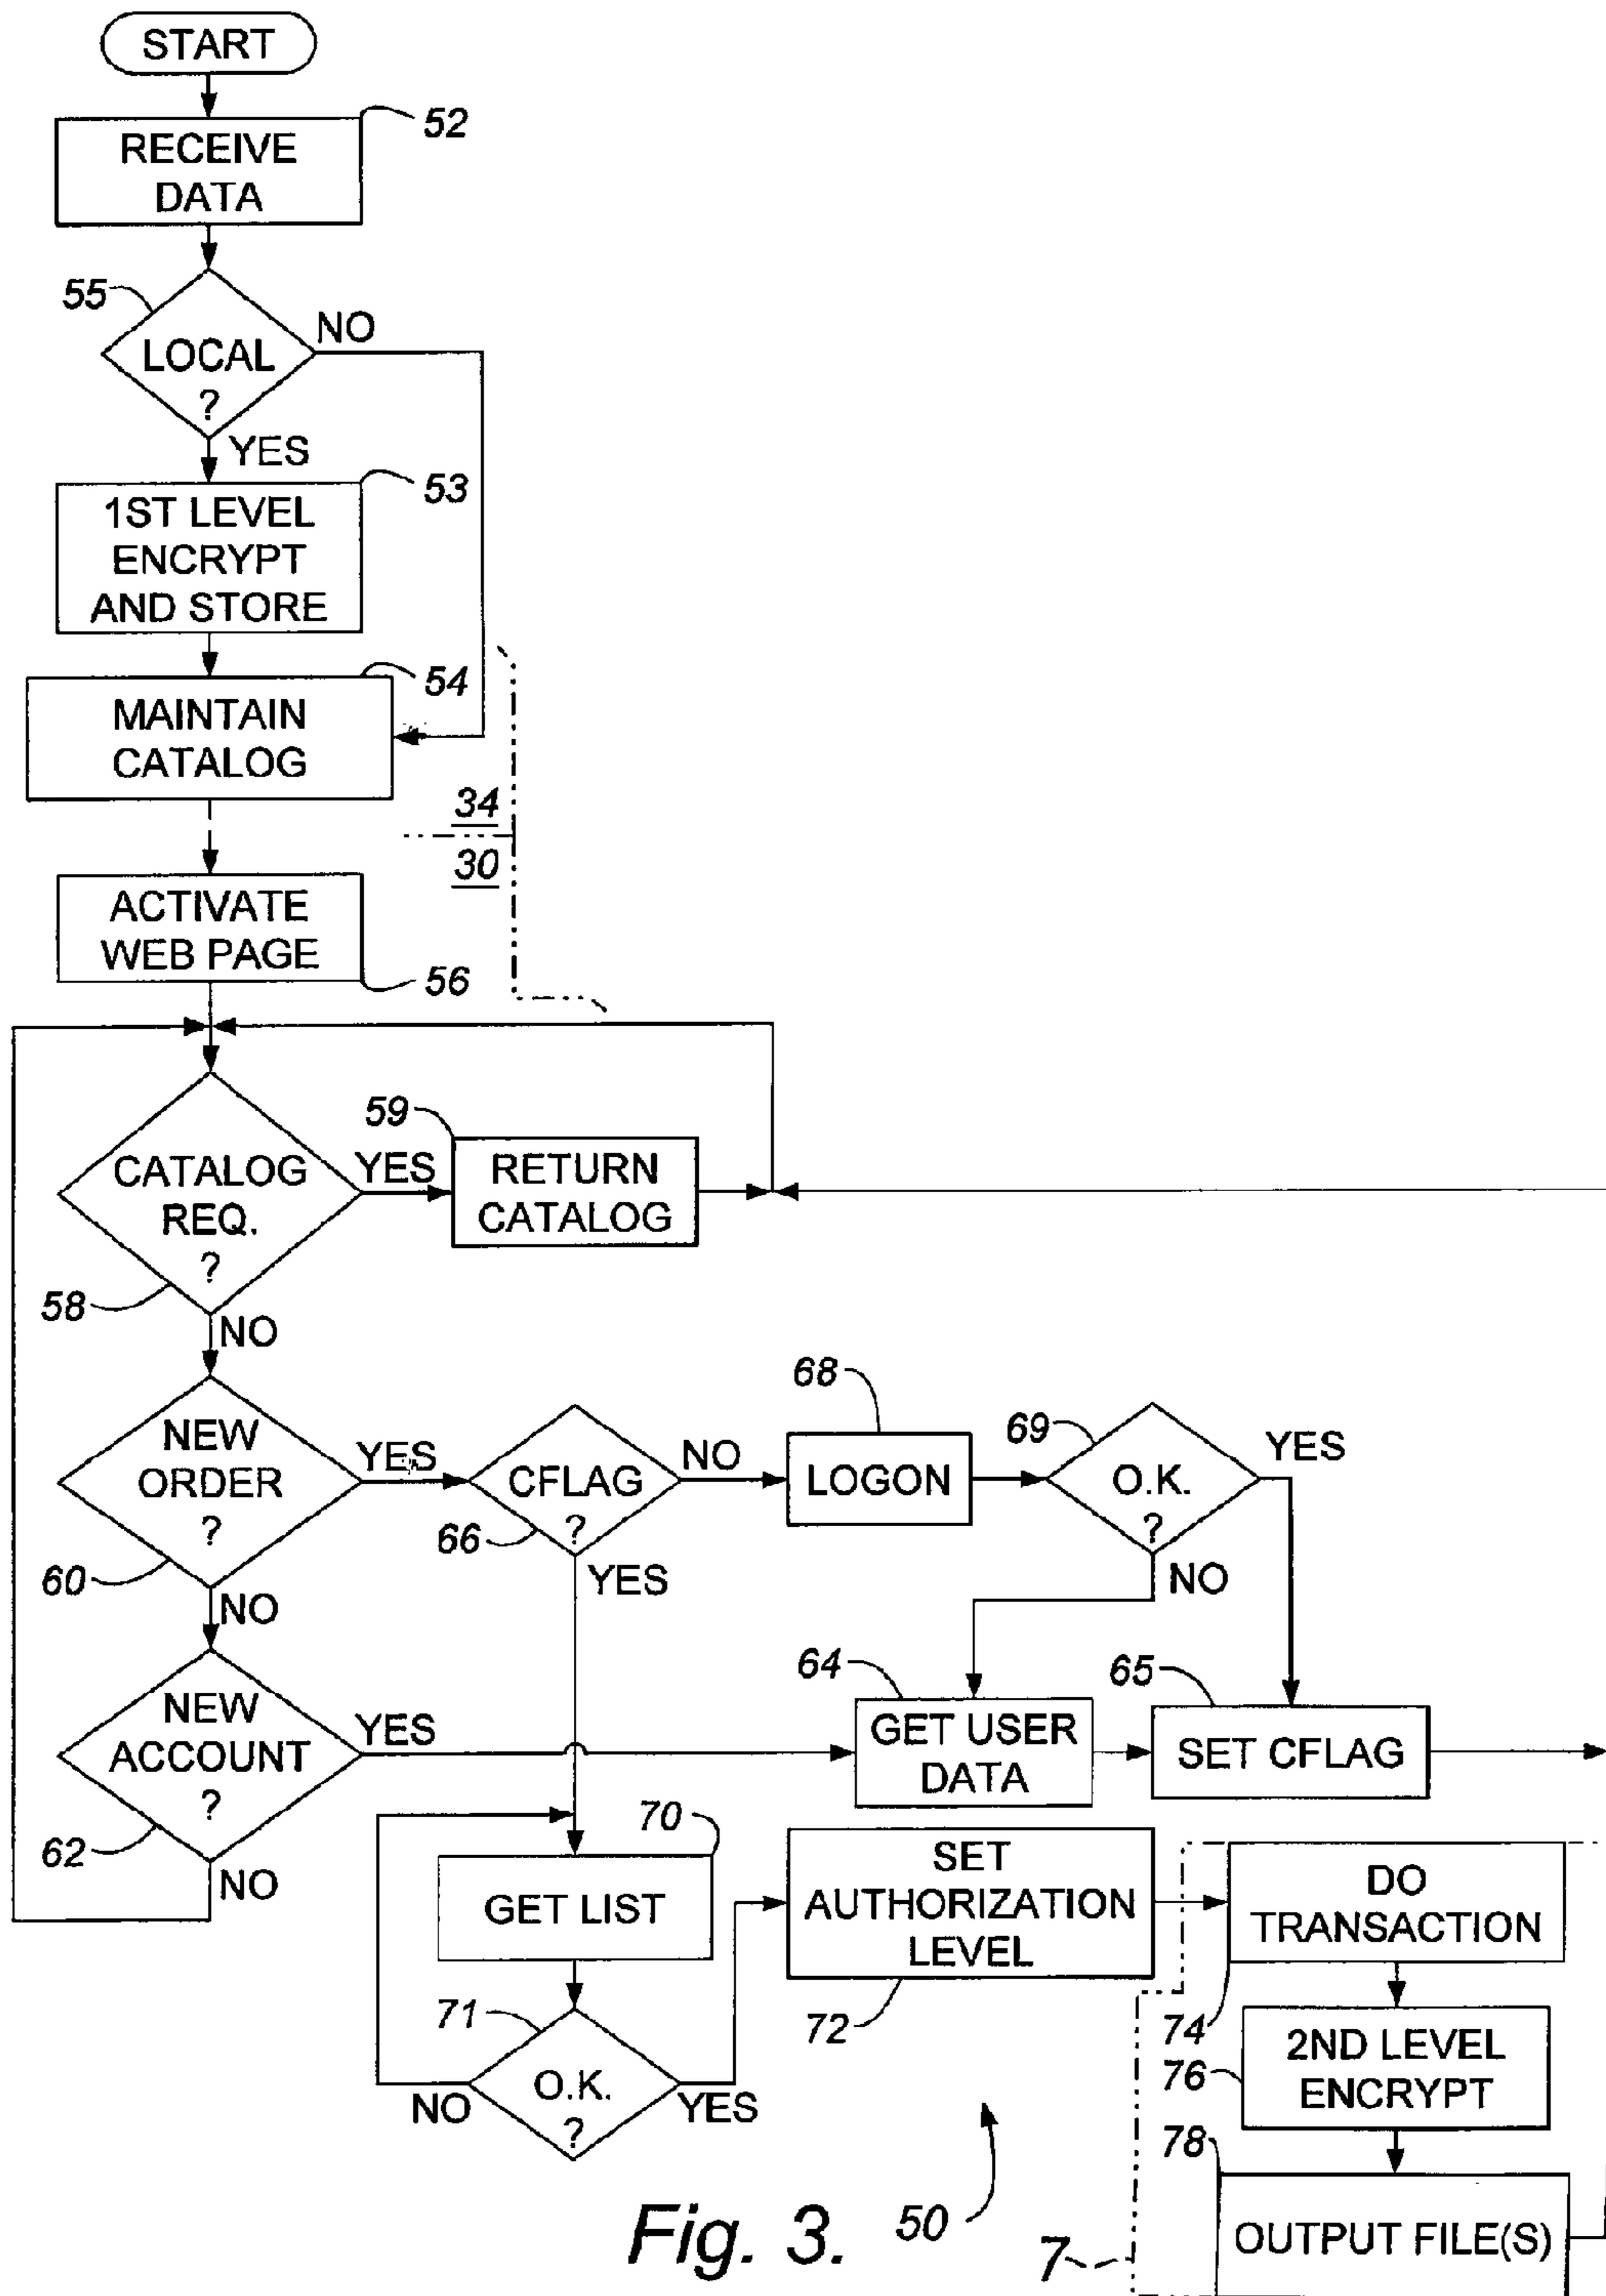 START
52
RECEIVE
DATA
55
LOCAL
?
NO
YES
53
1ST LEVEL
ENCRYPT
AND STORE
54
MAINTAIN
CATALOG
34
30
ACTIVATE
WEB PAGE
56
CATALOG
REQ.
?
58
YES
59
RETURN
CATALOG
NO
NEW
ORDER
?
60
YES
CFLAG
?
66
NO
68
LOGON
69
O.K.
?
YES
NO
YES
NO
NEW
ACCOUNT
?
62
YES
64
GET USER
DATA
65
SET CFLAG
NO
70
GET LIST
71
O.K.
?
NO
YES
SET
AUTHORIZATION
LEVEL
72
DO
TRANSACTION
74
2ND LEVEL
ENCRYPT
76
78
OUTPUT FILE(S)
Fig. 3.
50
7